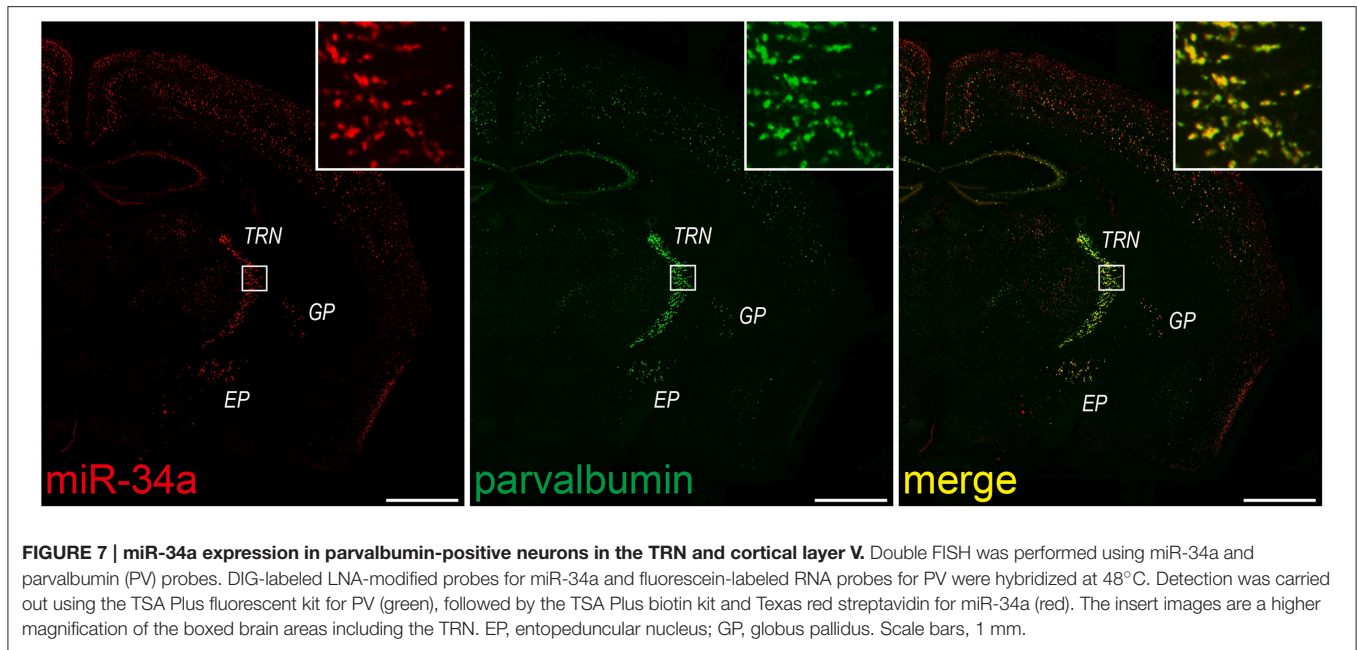 TRN
GP
EP
miR-34a
TRN
GP
EP
parvalbumin
TRN
GP
EP
merge
FIGURE 7 | miR-34a expression in parvalbumin-positive neurons in the TRN and cortical layer V. Double FISH was performed using miR-34a and
parvalbumin (PV) probes. DIG-labeled LNA-modified probes for miR-34a and fluorescein-labeled RNA probes for PV were hybridized at 48°C. Detection was carried
out using the TSA Plus fluorescent kit for PV (green), followed by the TSA Plus biotin kit and Texas red streptavidin for miR-34a (red). The insert images are a higher
magnification of the boxed brain areas including the TRN. EP, entopeduncular nucleus; GP, globus pallidus. Scale bars, 1 mm.